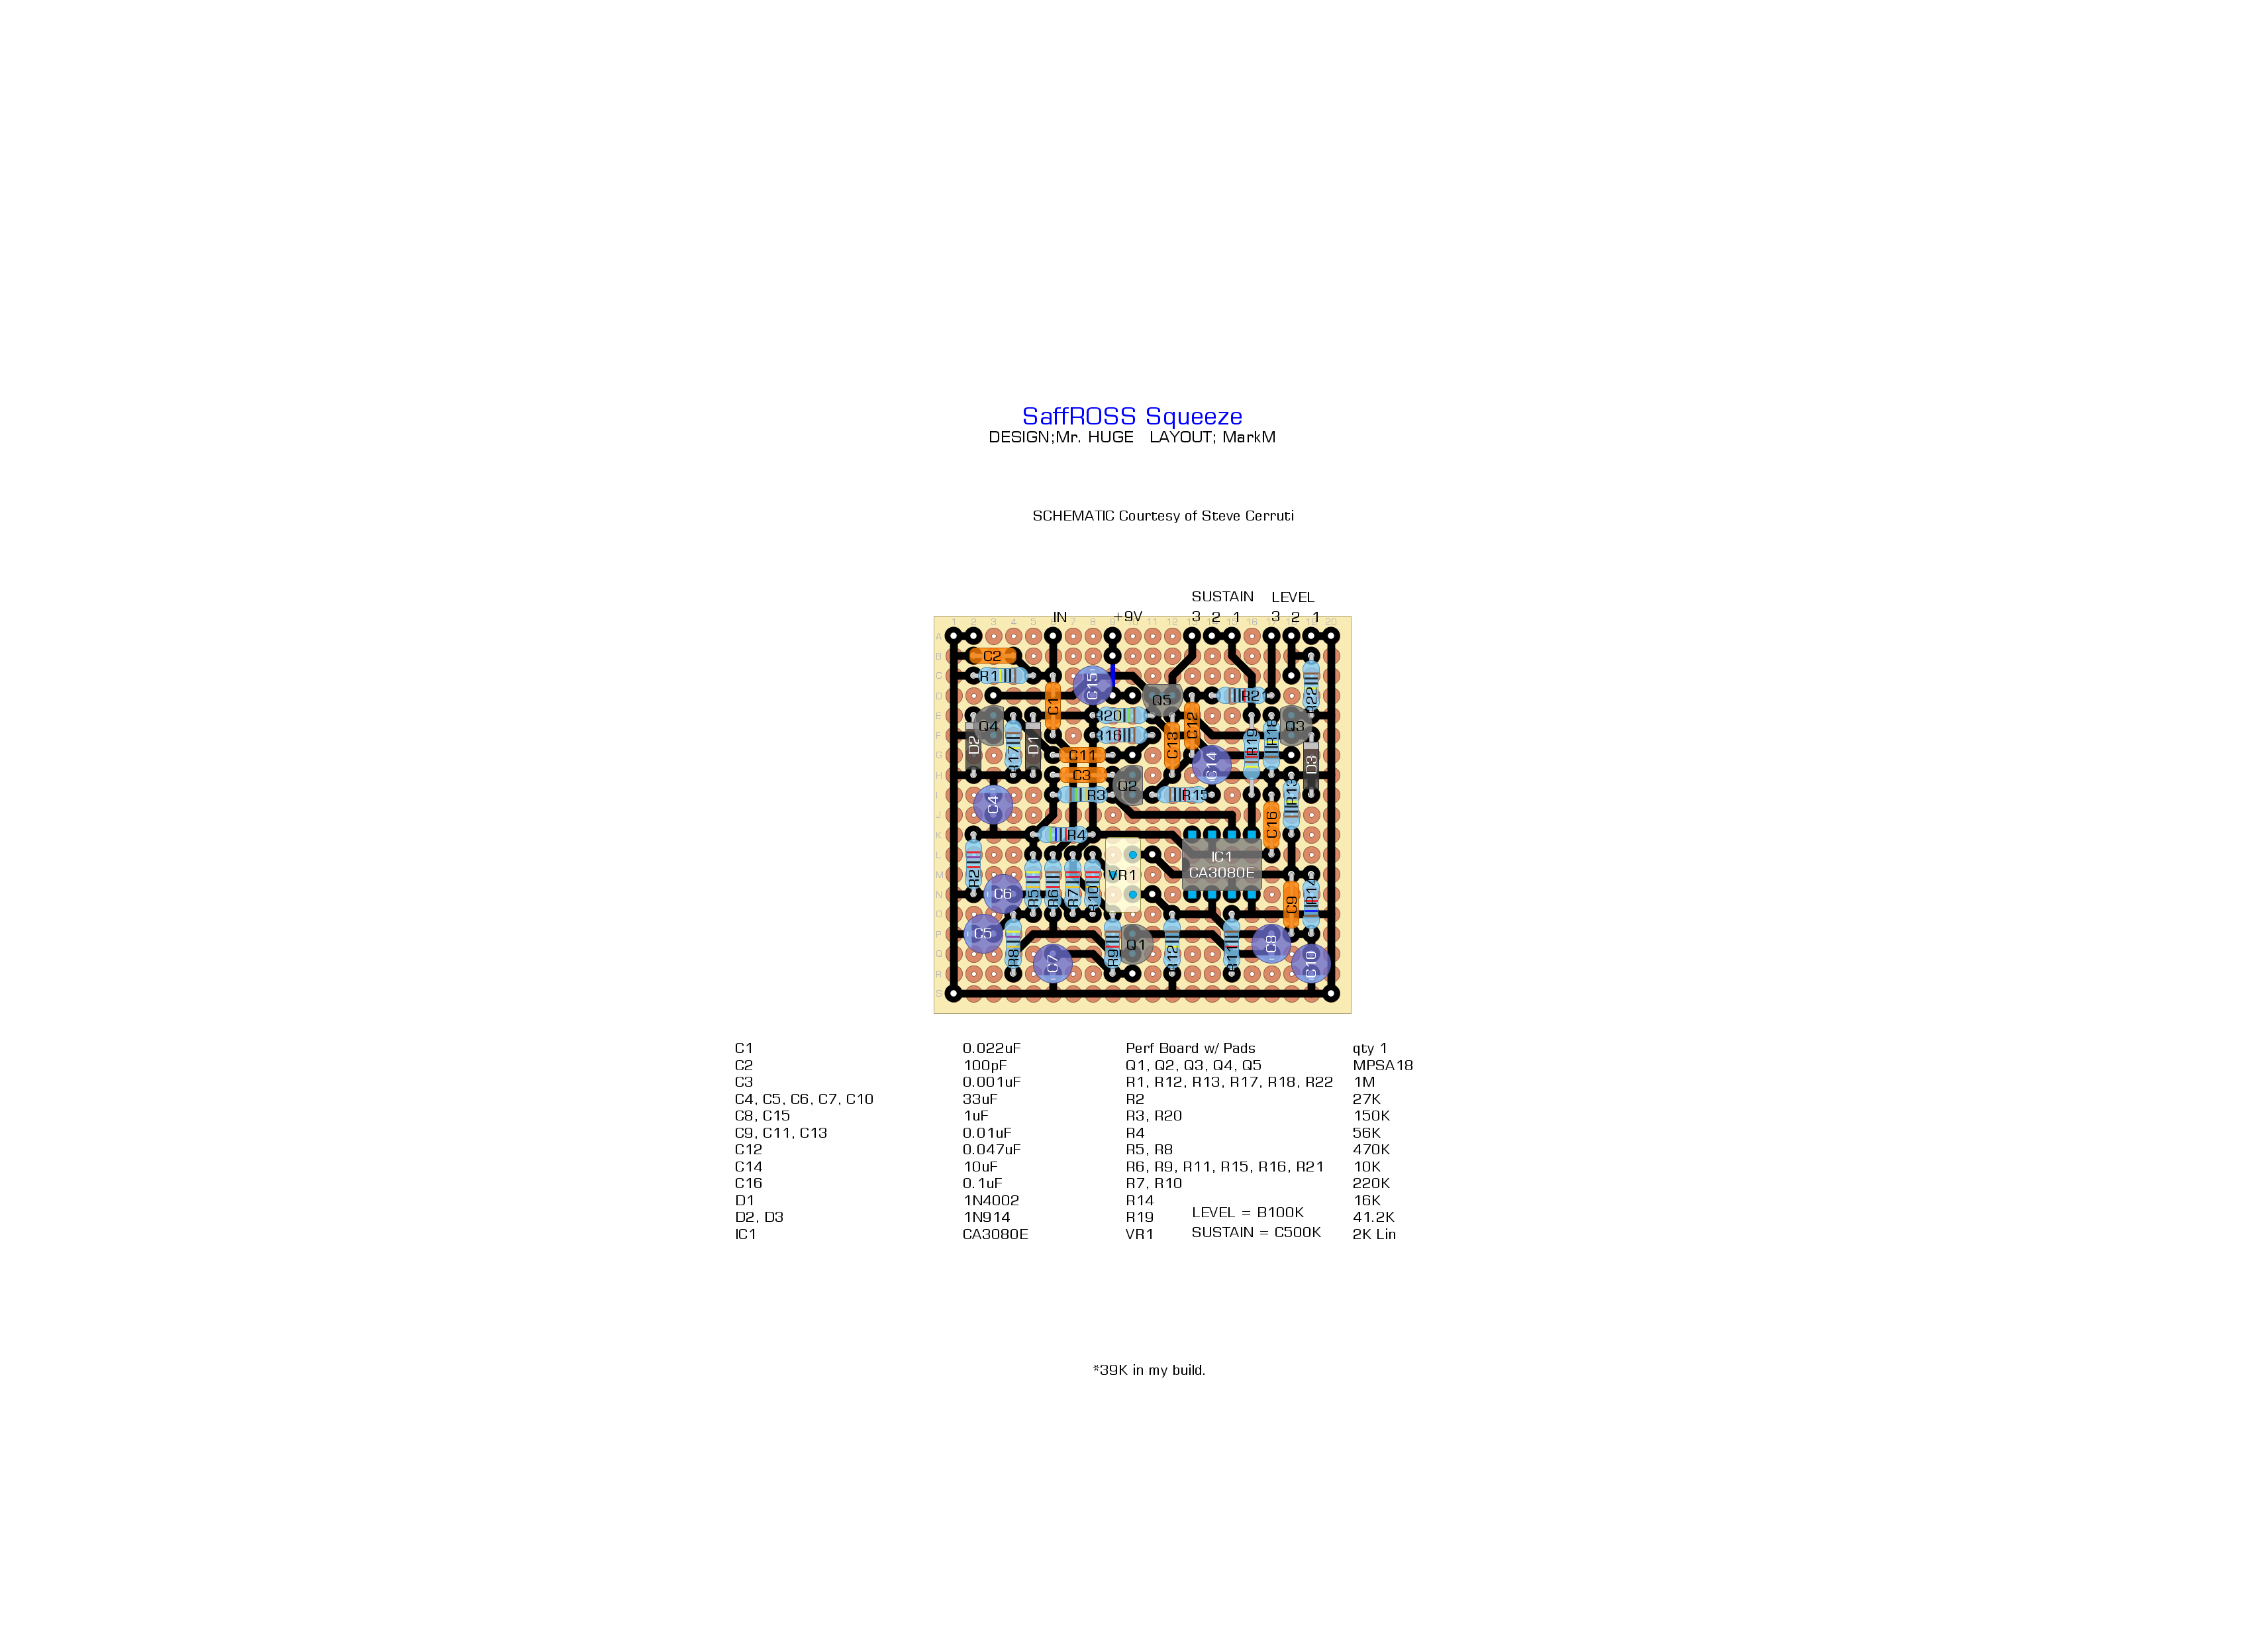 SaffROSS Squeeze
DESIGN;Mr. HUGE LAYOUT; MarkM
SCHEMATIC Courtesy of Steve Cerruti
SUSTAIN LEVEL
IN +9V 3 2 1 3 2 1
C2
R1 C15
C1 Q5 R21 R22
Q4 R20 C12 Q3
D2 R17 D1 R16 C13 R19 R18
C11 C14 D3
C3 Q2
C4 R3 R15 R13
R4 C16
IC1
R2 VR1 CA3080E
C6 R5 R6 R7 R10 C9 R14
C5 R8 C7 R9 Q1 R12 R11 C8 C10
C1 0.022uF Perf Board w/ Pads qty 1
C2 100pF Q1, Q2, Q3, Q4, Q5 MPSA18
C3 0.001uF R1, R12, R13, R17, R18, R22 1M
C4, C5, C6, C7, C10 33uF R2 27K
C8, C15 1uF R3, R20 150K
C9, C11, C13 0.01uF R4 56K
C12 0.047uF R5, R8 470K
C14 10uF R6, R9, R11, R15, R16, R21 10K
C16 0.1uF R7, R10 220K
D1 1N4002 R14 16K
D2, D3 1N914 R19 LEVEL = B100K 41.2K
IC1 CA3080E VR1 SUSTAIN = C500K 2K Lin
*39K in my build.